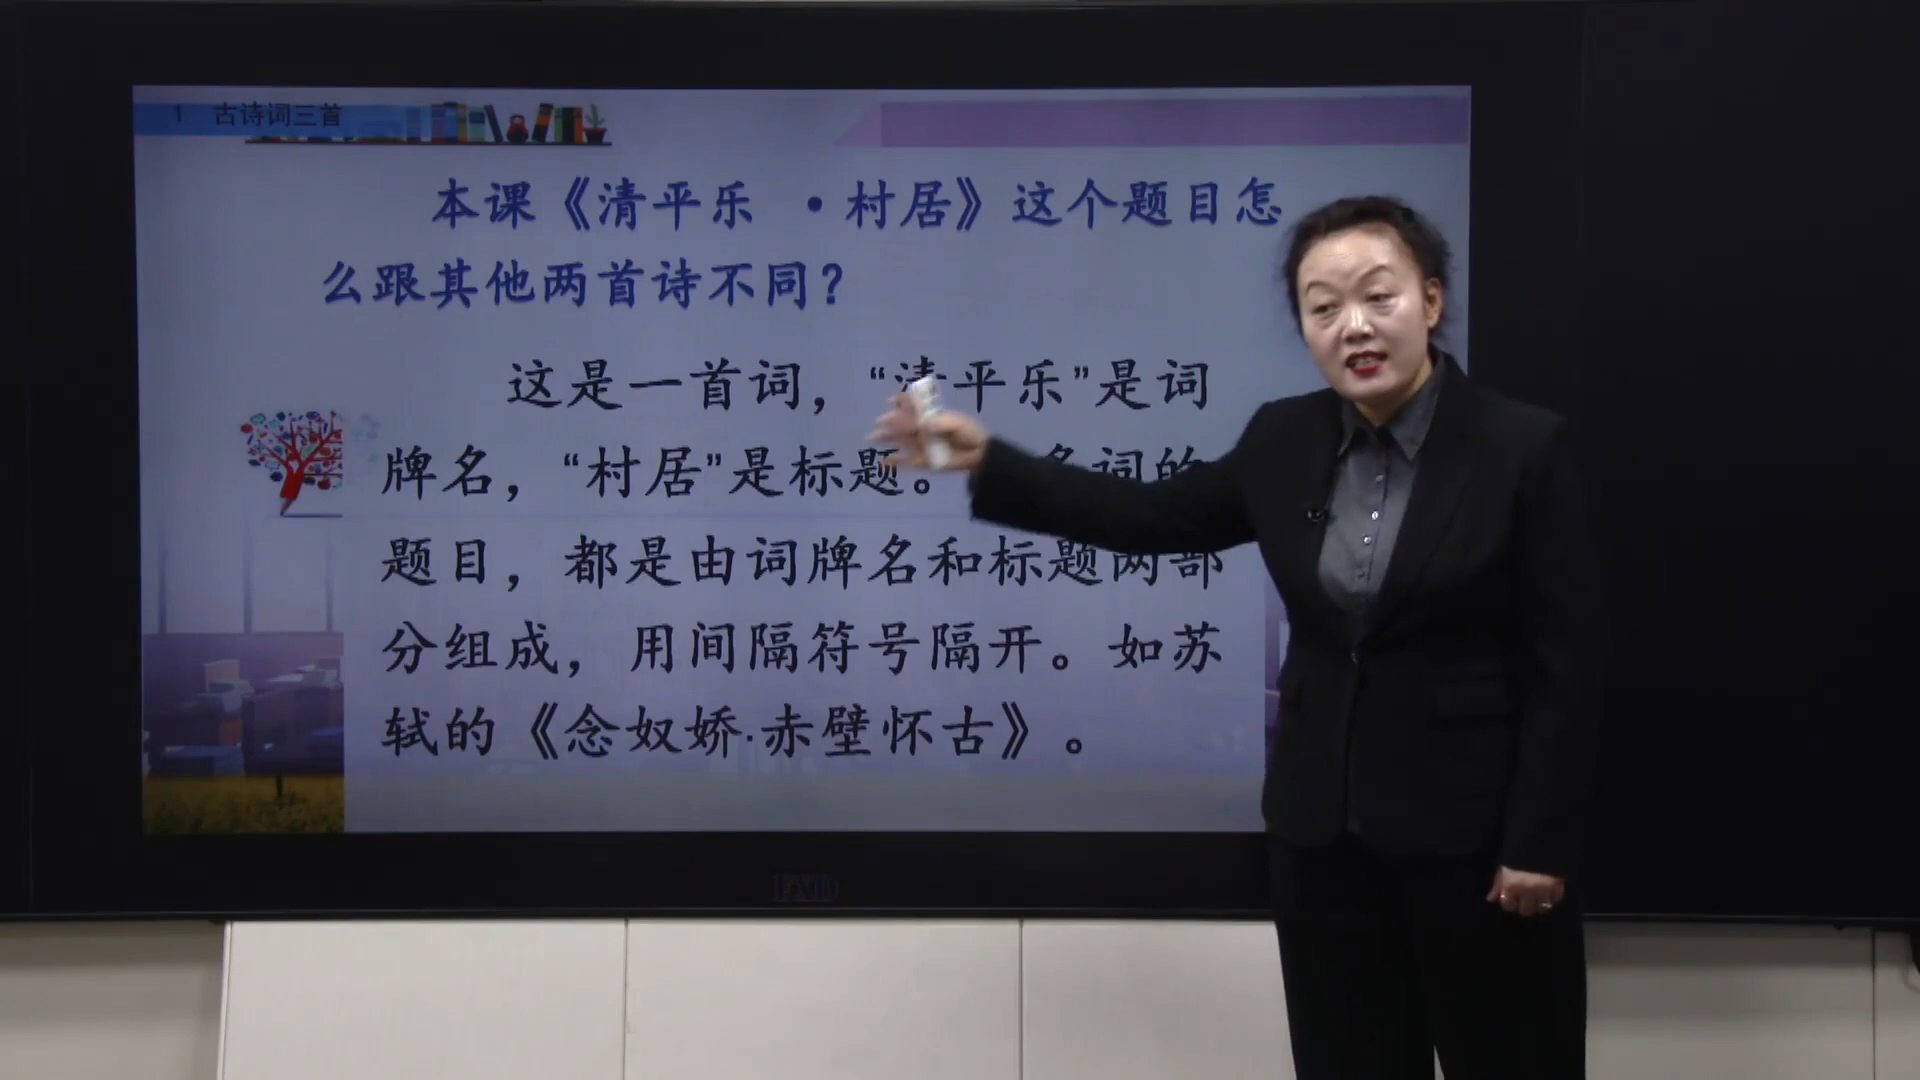 1 古诗词三首
本课《清平乐 ·村居》这个题目怎
么跟其他两首诗不同?
这是一首词，“清平乐”是词
牌名，“村居”是标题。 多词的
题目，都是由词牌名和标题两部
分组成，用间隔符号隔开。如苏
轼的《念奴娇·赤壁怀古》。